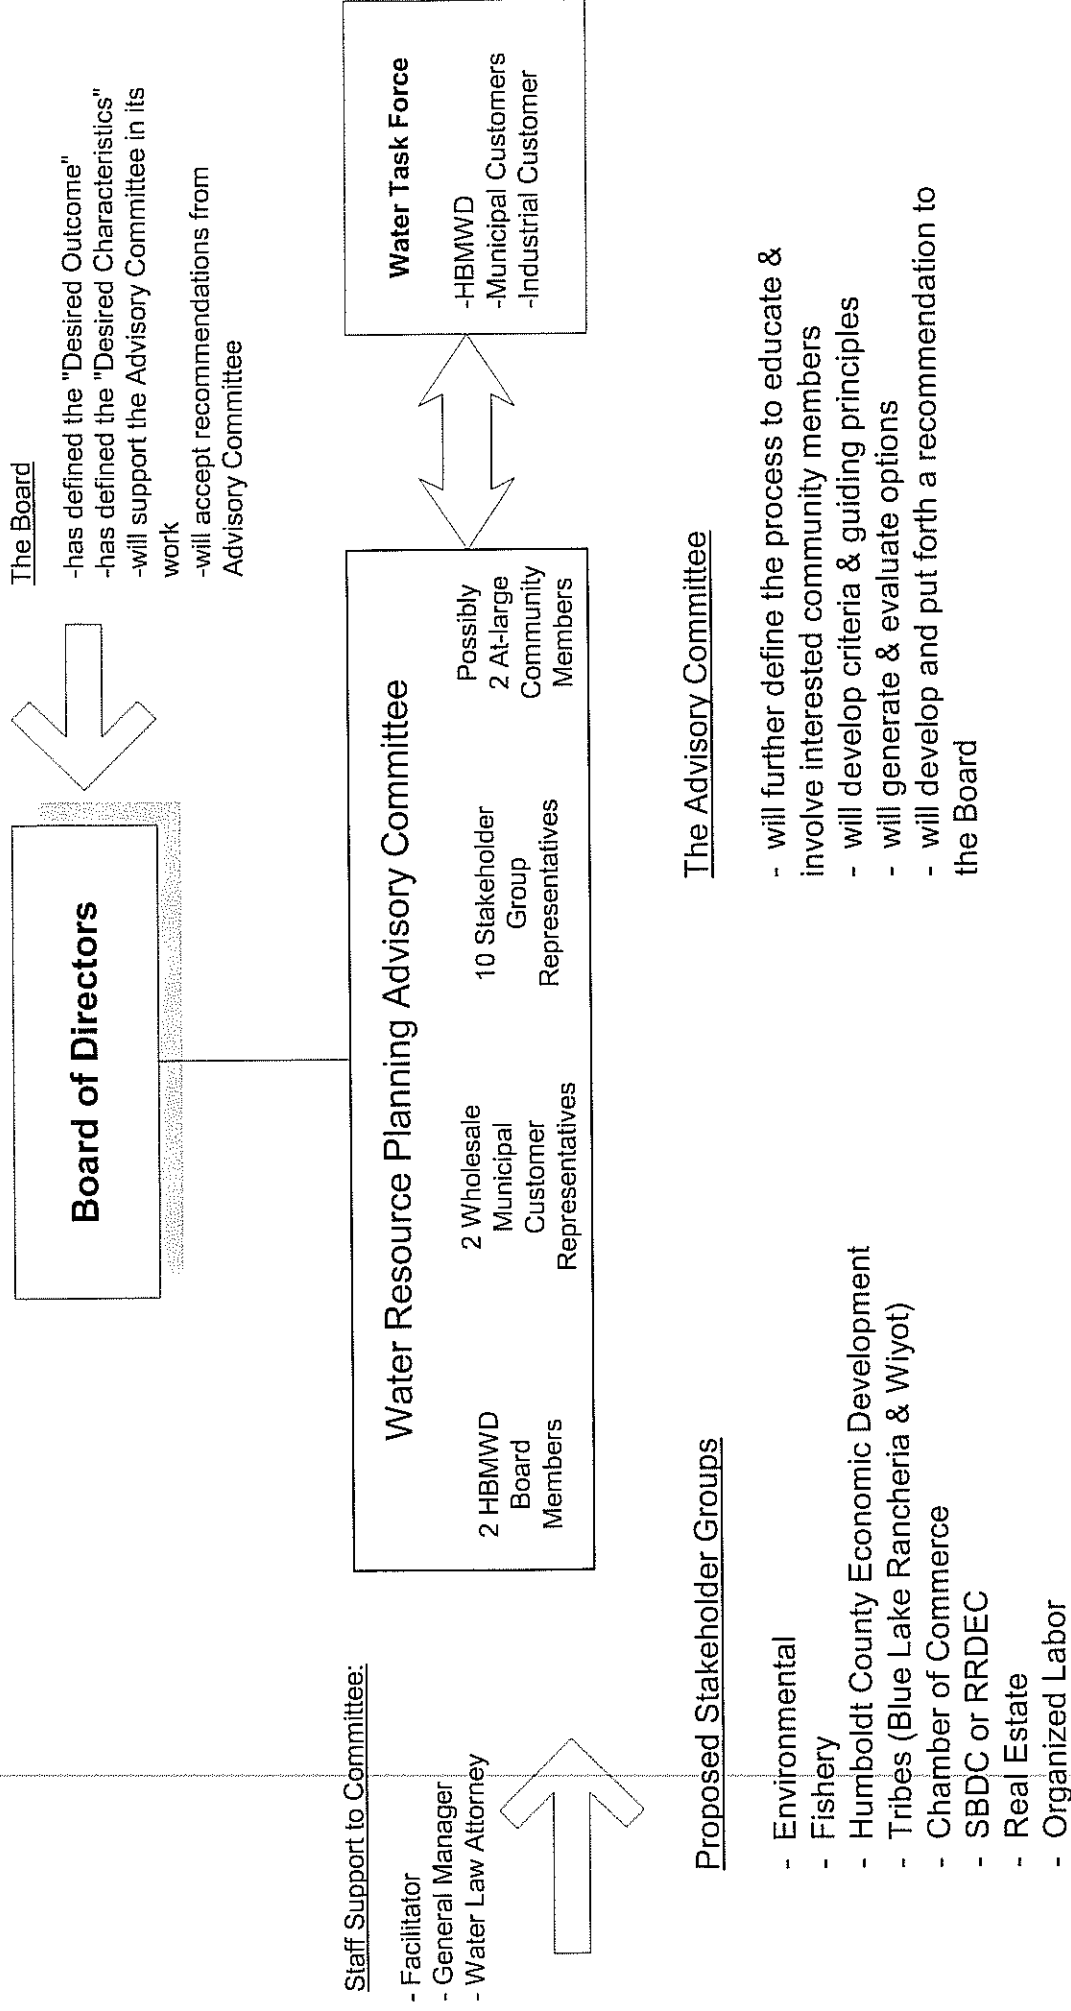 The Board
-has defined the "Desired Outcome"
-has defined the "Desired Characteristics"
-will support the Advisory Committee in its
work
-will accept recommendations from
Advisory Committee
Board of Directors
Staff Support to Committee:
- Facilitator
- General Manager
- Water Law Attorney
Water Resource Planning Advisory Committee
2 HBMWD
Board
Members
2 Wholesale
Municipal
Customer
Representatives
10 Stakeholder
Group
Representatives
Possibly
2 At-large
Community
Members
Water Task Force
-HBMWD
-Municipal Customers
-Industrial Customer
Proposed Stakeholder Groups
- Environmental
- Fishery
- Humboldt County Economic Development
- Tribes (Blue Lake Rancheria & Wiyot)
- Chamber of Commerce
- SBDC or RRDEC
- Real Estate
- Organized Labor
The Advisory Committee
- will further define the process to educate &
involve interested community members
- will develop criteria & guiding principles
- will generate & evaluate options
- will develop and put forth a recommendation to
the Board